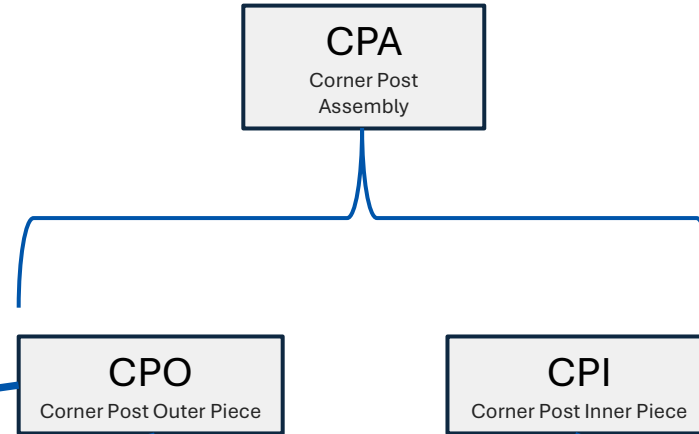 CPA
Corner Post
Assembly
CPO
Corner Post Outer Piece
CPI
Corner Post Inner Piece